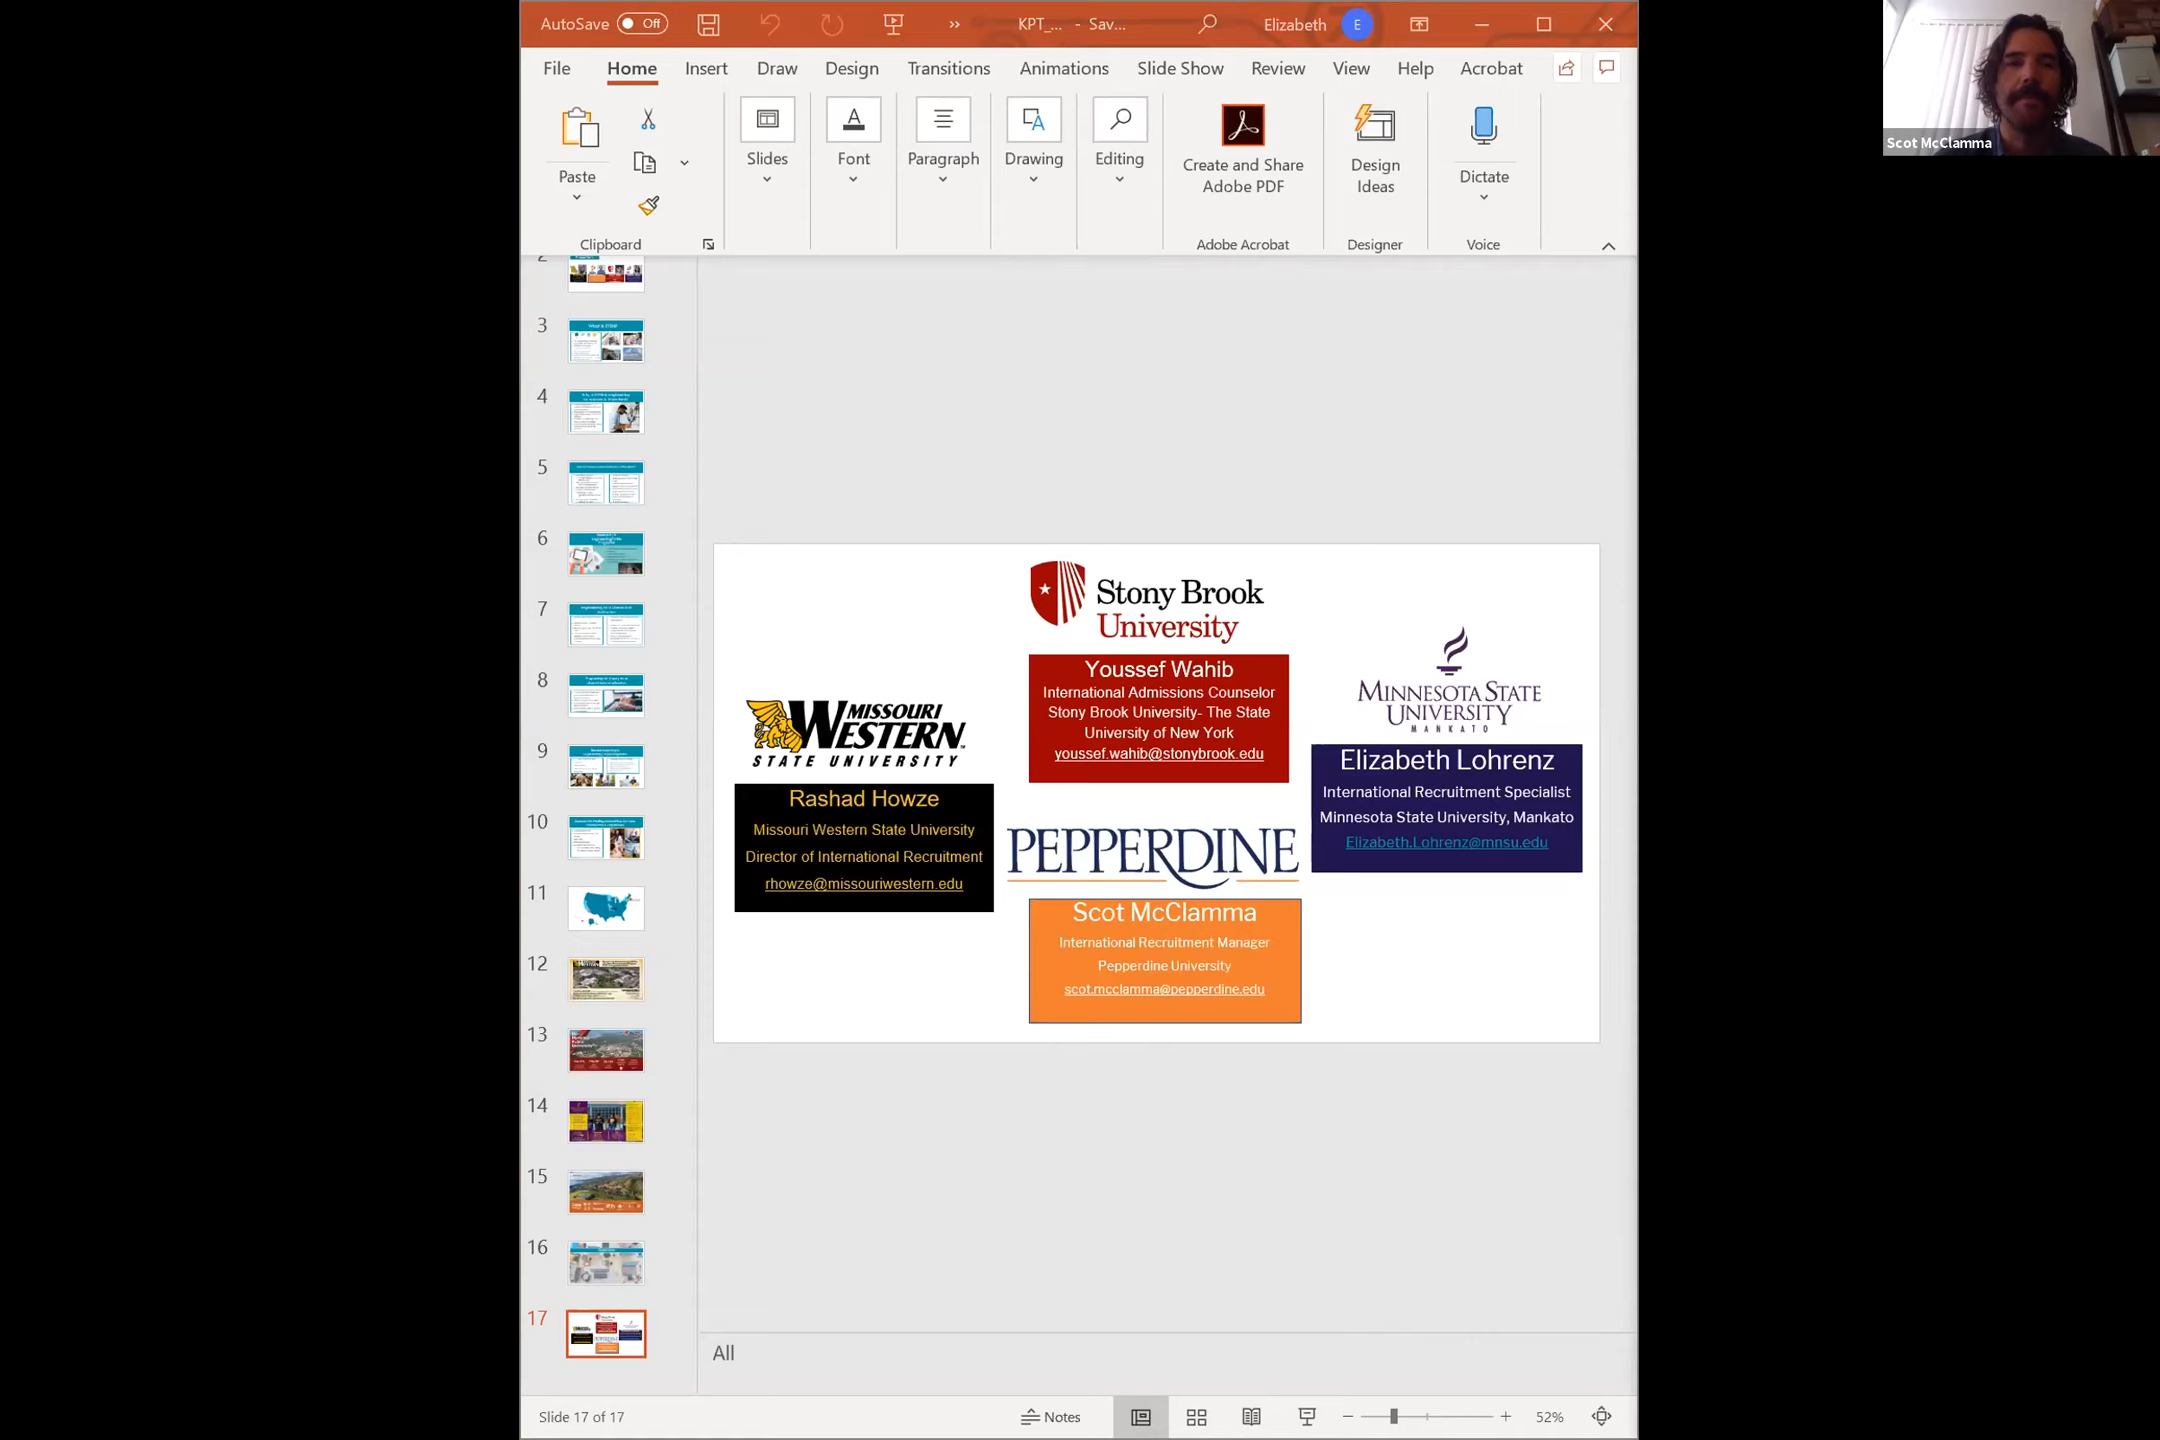 AutoSave Off
KPT_... - Sav...
Elizabeth E
File Home Insert Draw Design Transitions Animations Slide Show Review View Help Acrobat
Paste
Slides
Font
Paragraph
Drawing
Editing
Create and Share
Adobe PDF
Design
Ideas
Dictate
Clipboard
Adobe Acrobat
Designer
Voice
Scot McClamma
2
3
4
5
6
7
8
9
10
11
12
13
14
15
16
17
Stony Brook
University
Youssef Wahib
International Admissions Counselor
Stony Brook University- The State
University of New York
youssef.wahib@stonybrook.edu
MISSOURI
WESTERN
STATE UNIVERSITY
Rashad Howze
Missouri Western State University
Director of International Recruitment
rhowze@missouriwestern.edu
PEPPERDINE
Scot McClamma
International Recruitment Manager
Pepperdine University
scot.mcclamma@pepperdine.edu
MINNESOTA STATE
UNIVERSITY
MANKATO
Elizabeth Lohrenz
International Recruitment Specialist
Minnesota State University, Mankato
Elizabeth.Lohrenz@mnsu.edu
All
Slide 17 of 17
Notes
52%